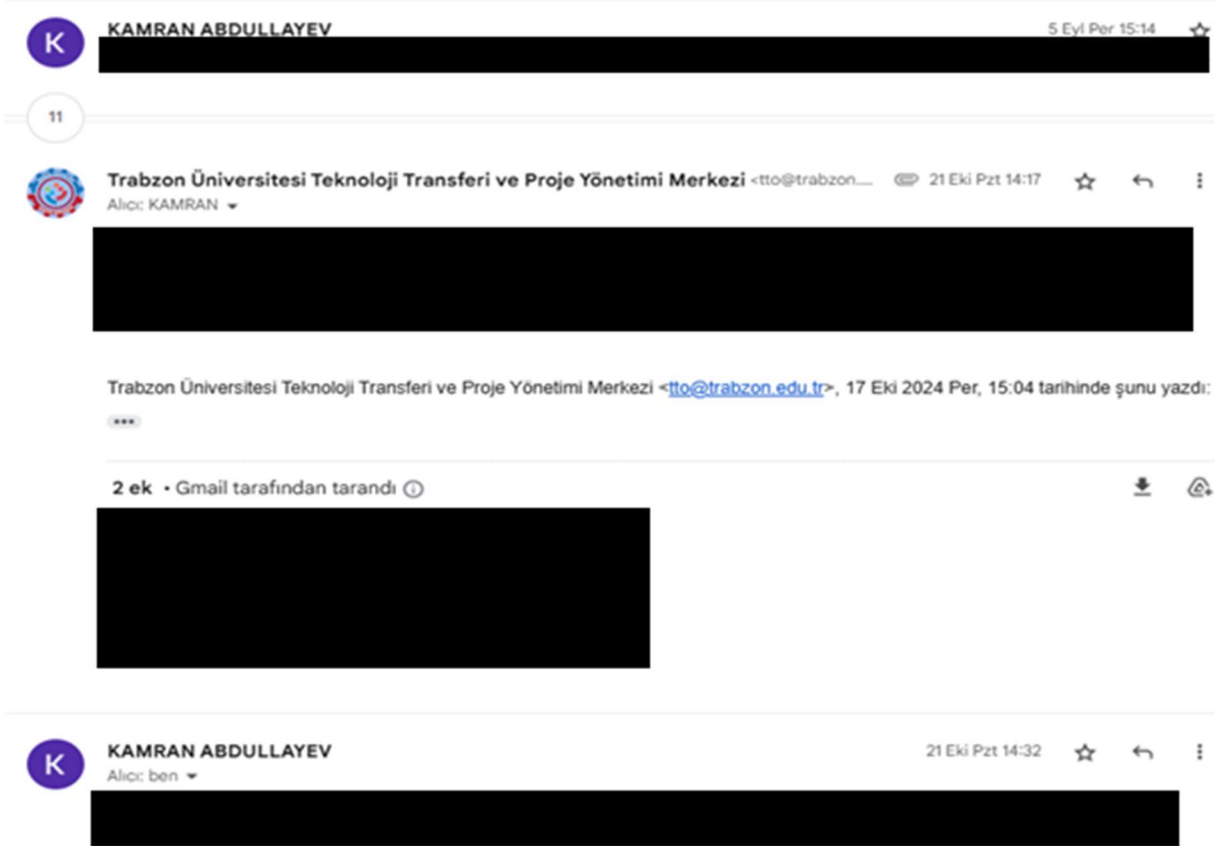 K
KAMRAN ABDULLAYEV 5 Eyl Per 15:14
11
Trabzon Üniversitesi Teknoloji Transferi ve Proje Yönetimi Merkezi <tto@trabzon.... 21 Eki Pzt 14:17
Alıcı: KAMRAN
Trabzon Üniversitesi Teknoloji Transferi ve Proje Yönetimi Merkezi <tto@trabzon.edu.tr>, 17 Eki 2024 Per, 15:04 tarihinde şunu yazdı:
2 ek • Gmail tarafından tarandı
K
KAMRAN ABDULLAYEV 21 Eki Pzt 14:32
Alıcı: ben